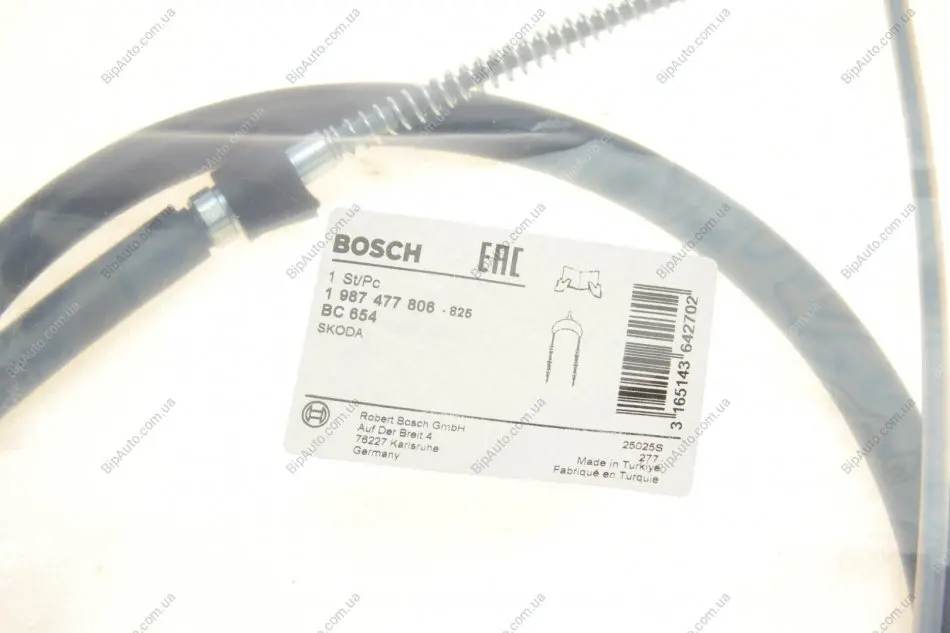 BOSCH
EAC
1 St/Pc
1 987 477 806 - 825
BC 654
SKODA
3 165143 642702
Robert Bosch GmbH
Auf Der Breit 4
76227 Karlsruhe
Germany
25025S
277
Made in Türkiye
Fabriqué en Turquie
BipAuto.com.ua